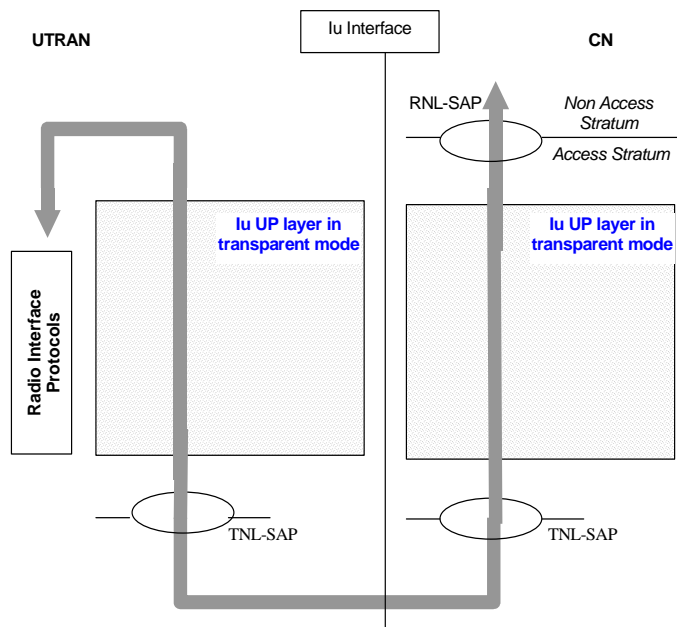 Iu Interface
UTRAN
CN
RNL-SAP
Non Access
Stratum
Access Stratum
Iu UP layer in
transparent mode
Iu UP layer in
transparent mode
Radio Interface
Protocols
TNL-SAP
TNL-SAP